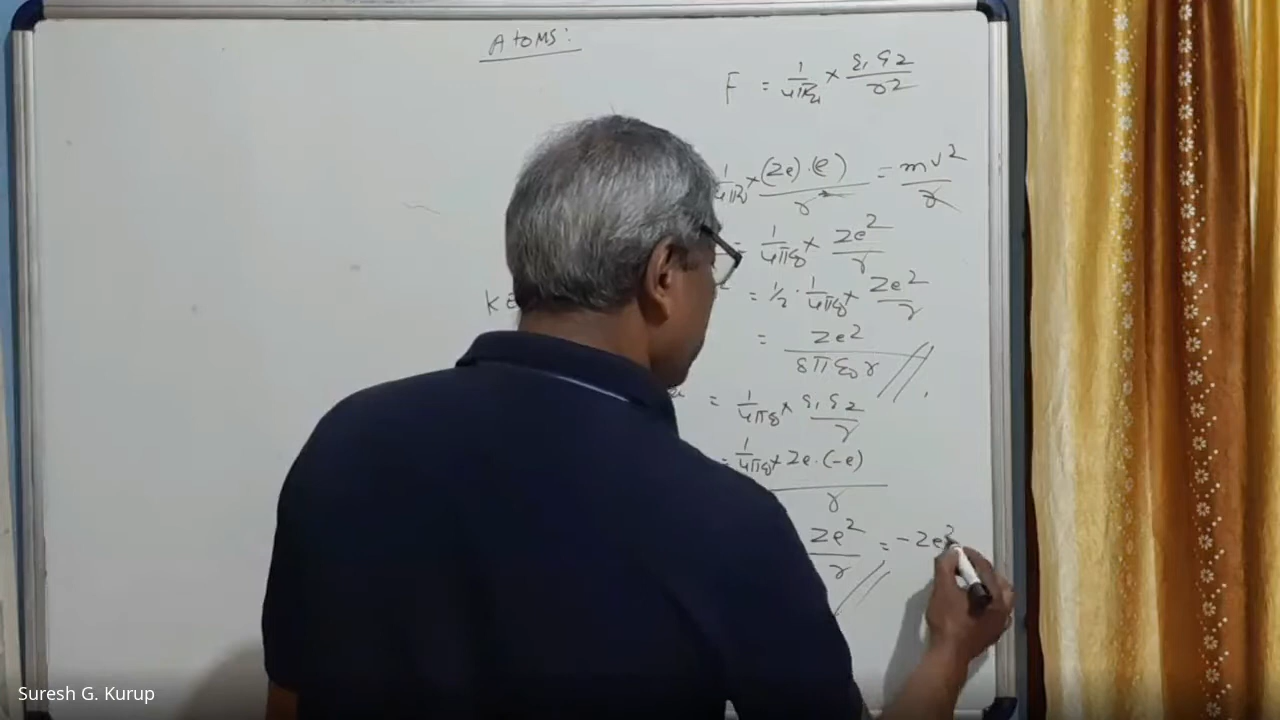 Atoms:
F = 1/4πε₀ × q₁q₂/r²
1/4πε₀ × (Ze)·(e)/r² = mv²/r
= 1/4πε₀ × Ze²/r
KE
= 1/2 · 1/4πε₀ × Ze²/r
= Ze²/8πε₀r
= 1/4πε₀ × q₁q₂/r
= 1/4πε₀ × Ze·(-e)/r
Ze²/r = -Ze²
Suresh G. Kurup